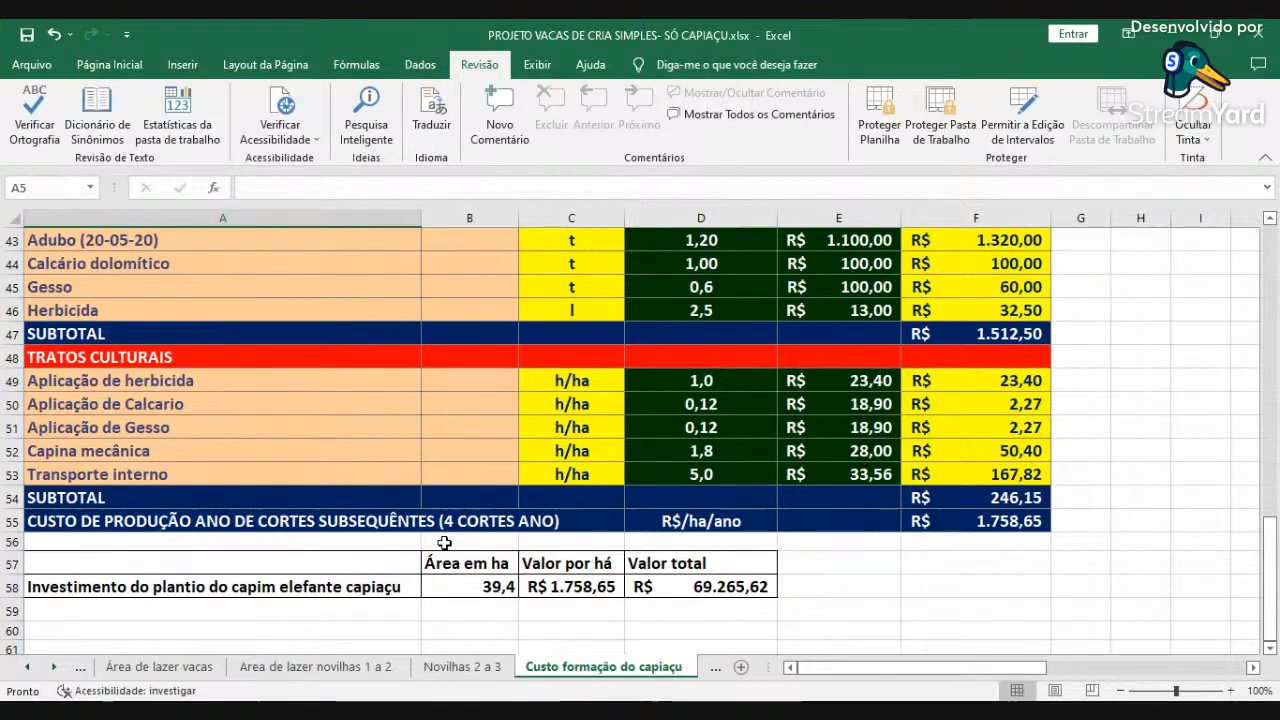 Desenvolvido por
StreamYard
PROJETO VACAS DE CRIA SIMPLES- SÓ CAPIAÇU.xlsx - Excel
Entrar
Arquivo Página Inicial Inserir Layout da Página Fórmulas Dados Revisão Exibir Ajuda Diga-me o que você deseja fazer
Verificar Ortografia
Dicionário de Sinônimos
Estatísticas da pasta de trabalho
Revisão de Texto
Verificar Acessibilidade
Acessibilidade
Pesquisa Inteligente
Ideias
Traduzir
Idioma
Novo Comentário
Excluir Anterior Próximo
Mostrar/Ocultar Comentário
Mostrar Todos os Comentários
Comentários
Proteger Planilha
Proteger Pasta de Trabalho
Permitir a Edição de Intervalos
Descompartilhar Pasta de Trabalho
Proteger
Ocultar Tinta
Tinta
A5 fx
A B C D E F G H I
43 Adubo (20-05-20) t 1,20 R$ 1.100,00 R$ 1.320,00
44 Calcário dolomítico t 1,00 R$ 100,00 R$ 100,00
45 Gesso t 0,6 R$ 100,00 R$ 60,00
46 Herbicida l 2,5 R$ 13,00 R$ 32,50
47 SUBTOTAL R$ 1.512,50
48 TRATOS CULTURAIS
49 Aplicação de herbicida h/ha 1,0 R$ 23,40 R$ 23,40
50 Aplicação de Calcario h/ha 0,12 R$ 18,90 R$ 2,27
51 Aplicação de Gesso h/ha 0,12 R$ 18,90 R$ 2,27
52 Capina mecânica h/ha 1,8 R$ 28,00 R$ 50,40
53 Transporte interno h/ha 5,0 R$ 33,56 R$ 167,82
54 SUBTOTAL R$ 246,15
55 CUSTO DE PRODUÇÃO ANO DE CORTES SUBSEQUÊNTES (4 CORTES ANO) R$/ha/ano R$ 1.758,65
56
57 Área em ha Valor por há Valor total
58 Investimento do plantio do capim elefante capiaçu 39,4 R$ 1.758,65 R$ 69.265,62
59
60
61
... Área de lazer vacas Area de lazer novilhas 1 a 2 Novilhas 2 a 3 Custo formação do capiaçu ...
Pronto Acessibilidade: investigar 100%